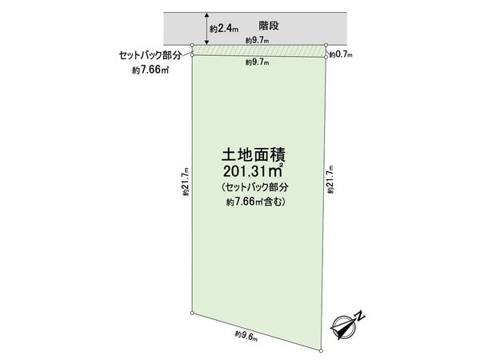 約2.4m
階段
約9.7m
セットバック部分
約7.66㎡
約0.7m
約9.7m
土地面積
201.31㎡
(セットバック部分
約7.66㎡含む)
約21.7m
約21.7m
約9.6m
N